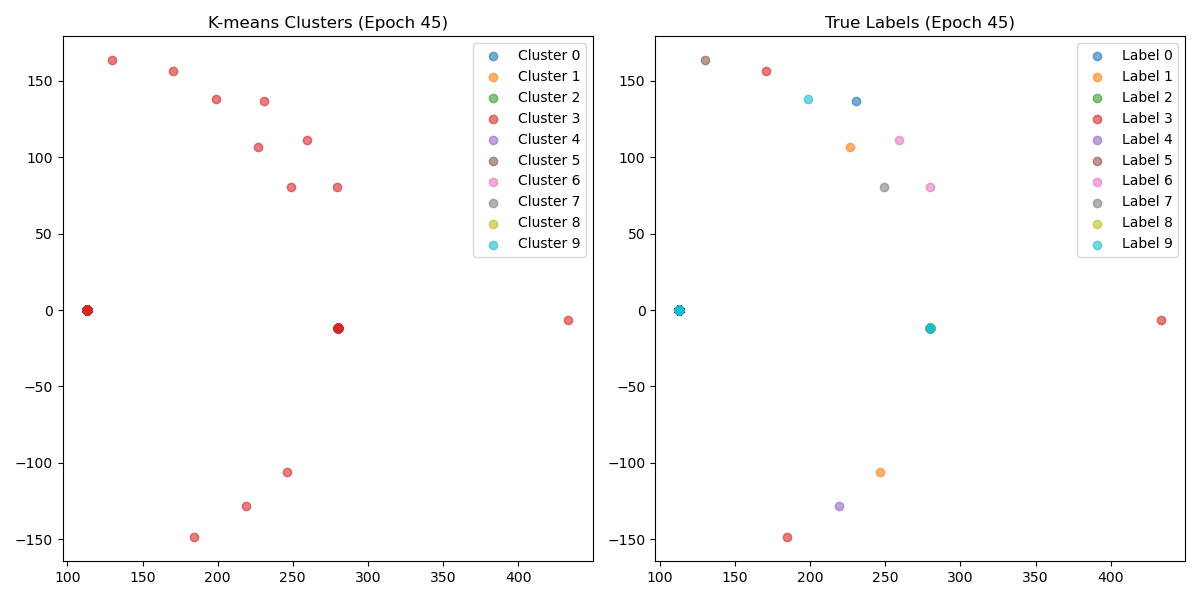 K-means Clusters (Epoch 45)
150
100
50
0
−50
−100
−150
100
150
200
250
300
350
400
Cluster 0
Cluster 1
Cluster 2
Cluster 3
Cluster 4
Cluster 5
Cluster 6
Cluster 7
Cluster 8
Cluster 9
True Labels (Epoch 45)
150
100
50
0
−50
−100
−150
100
150
200
250
300
350
400
Label 0
Label 1
Label 2
Label 3
Label 4
Label 5
Label 6
Label 7
Label 8
Label 9